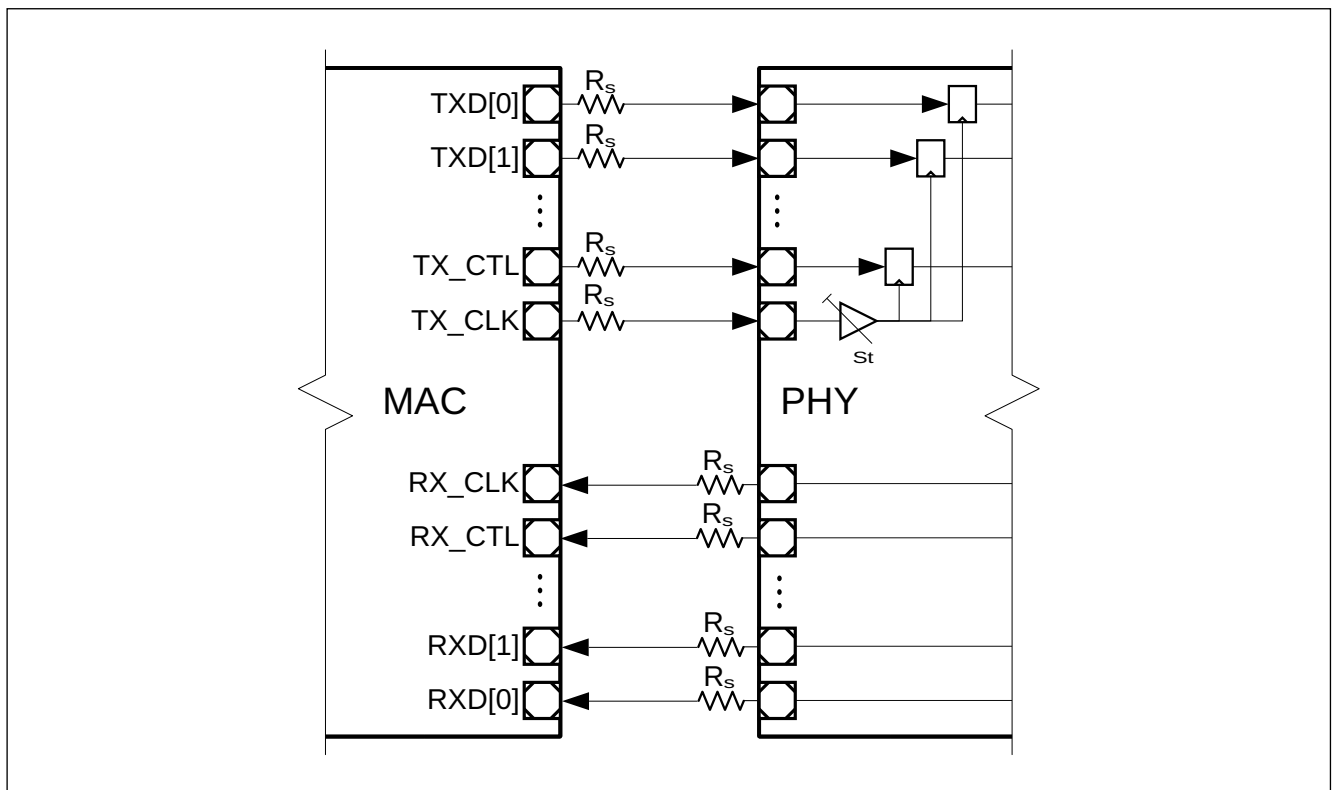 TXD[0]
Rs
TXD[1]
Rs
TX_CTL
Rs
TX_CLK
Rs
St
MAC
PHY
RX_CLK
Rs
RX_CTL
Rs
RXD[1]
Rs
RXD[0]
Rs